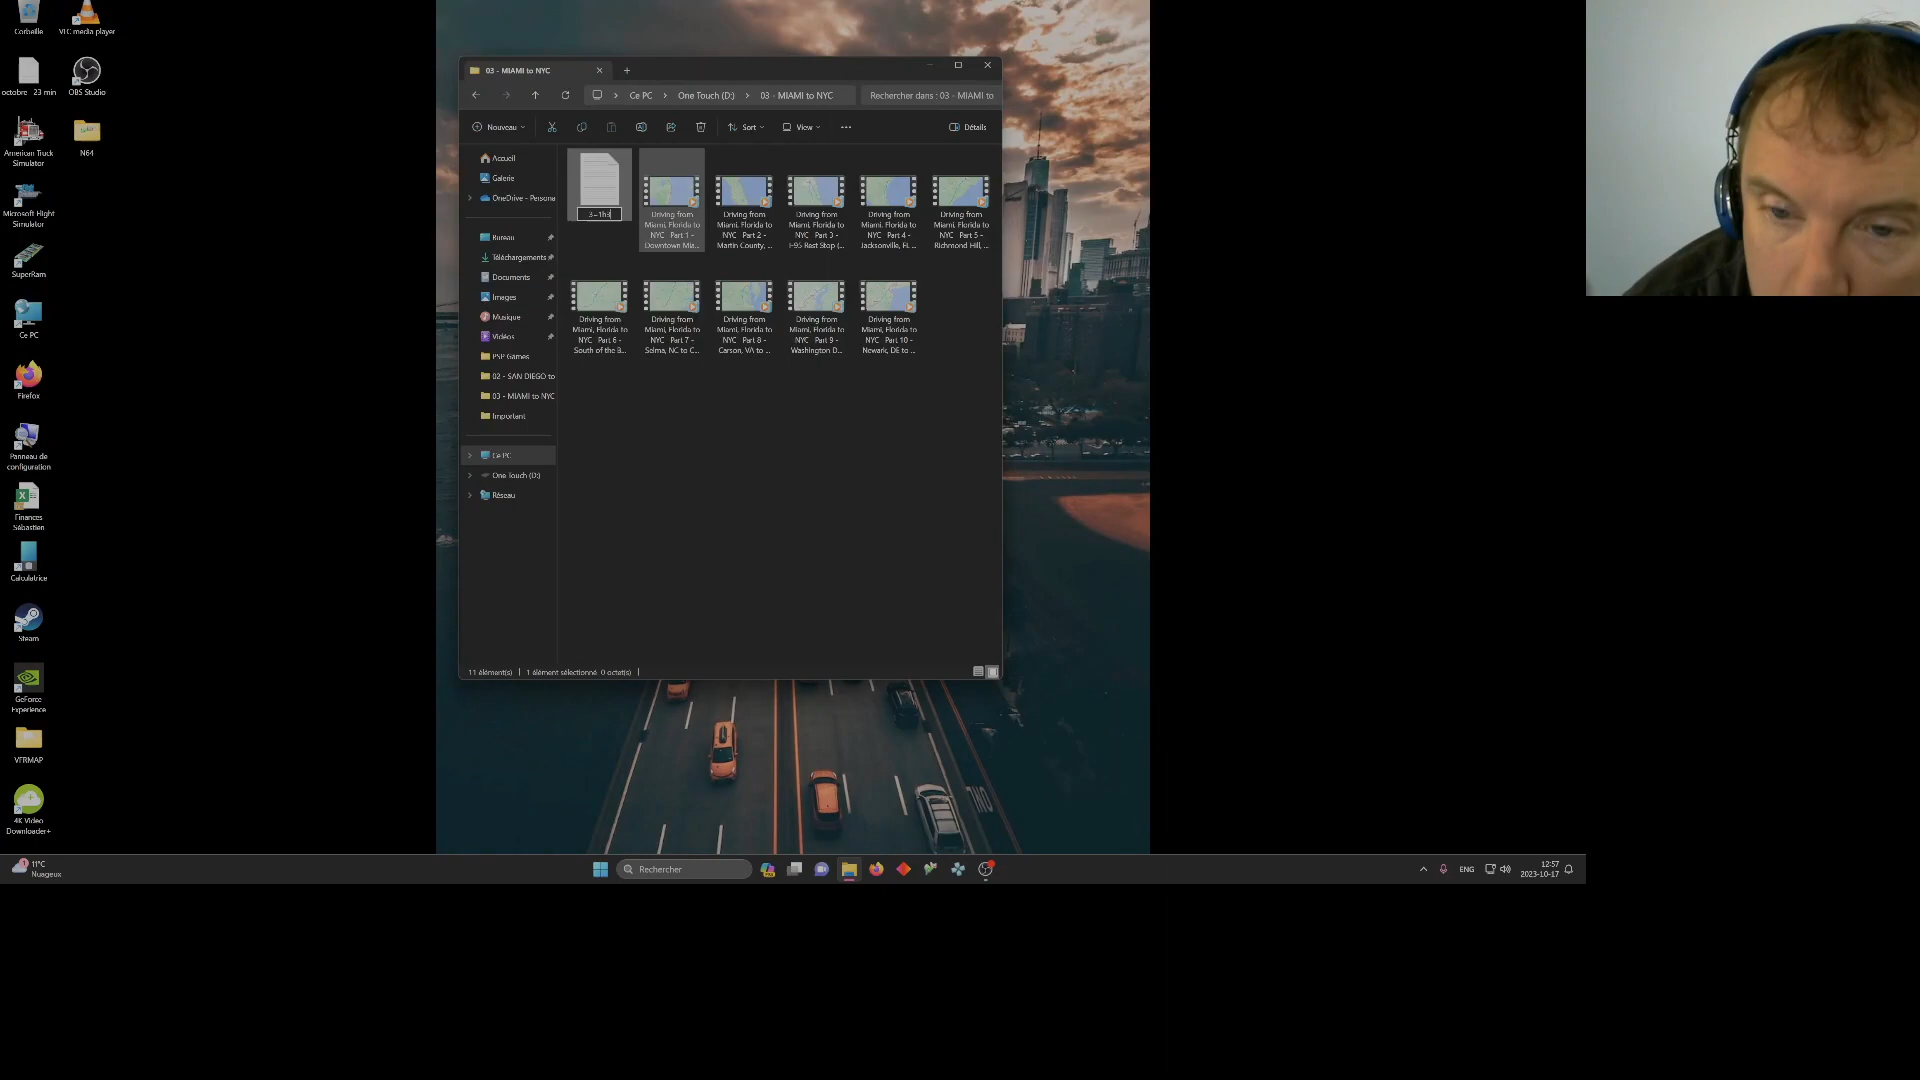 Corbeille
VLC media player
octobre 23 min
OBS Studio
American Truck
Simulator
N64
Microsoft Flight
Simulator
SuperRam
Ce PC
Firefox
Panneau de
configuration
Finances
Sébastien
Calculatrice
Steam
GeForce
Experience
VFRMAP
4K Video
Downloader+
03 - MIAMI to NYC
Ce PC
One Touch (D:)
03 - MIAMI to NYC
Rechercher dans : 03 - MIAMI to
Nouveau
Sort
View
Détails
Accueil
Galerie
OneDrive - Persona
Bureau
Téléchargements
Documents
Images
Musique
Vidéos
PSP Games
02 - SAN DIEGO to
03 - MIAMI to NYC
Important
Ce PC
One Touch (D:)
Réseau
3-1h3
Driving from
Miami, Florida to
NYC Part 1 -
Downtown Mia...
Driving from
Miami, Florida to
NYC Part 2 -
Martin County, ...
Driving from
Miami, Florida to
NYC Part 3 -
I-95 Rest Stop (...
Driving from
Miami, Florida to
NYC Part 4 -
Jacksonville, FL ...
Driving from
Miami, Florida to
NYC Part 5 -
Richmond Hill, ...
Driving from
Miami, Florida to
NYC Part 6 -
South of the B...
Driving from
Miami, Florida to
NYC Part 7 -
Selma, NC to C...
Driving from
Miami, Florida to
NYC Part 8 -
Carson, VA to ...
Driving from
Miami, Florida to
NYC Part 9 -
Washington D...
Driving from
Miami, Florida to
NYC Part 10 -
Newark, DE to ...
11 élément(s)
1 élément sélectionné 0 octet(s)
1
11°C
Nuageux
Rechercher
ENG
12:57
2023-10-17